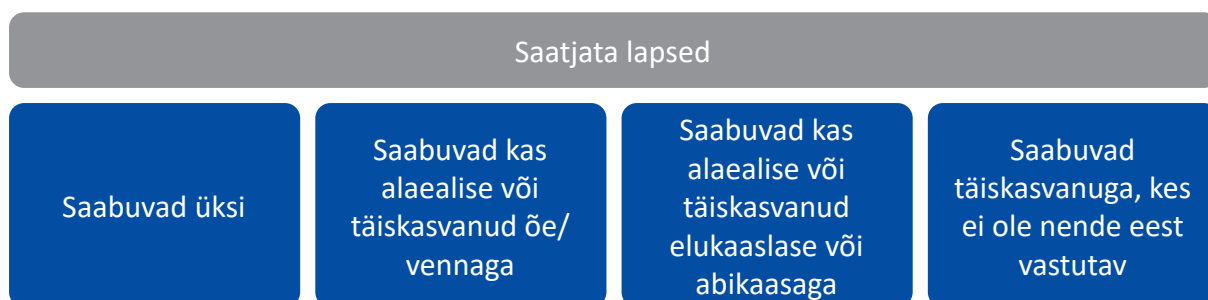 Saatjata lapsed
Saabuvad üksi
Saabuvad kas
alaealise või
täiskasvanud õe/
vennaga
Saabuvad kas
alaealise või
täiskasvanud
elukaaslase või
abikaasaga
Saabuvad
täiskasvanuga, kes
ei ole nende eest
vastutav